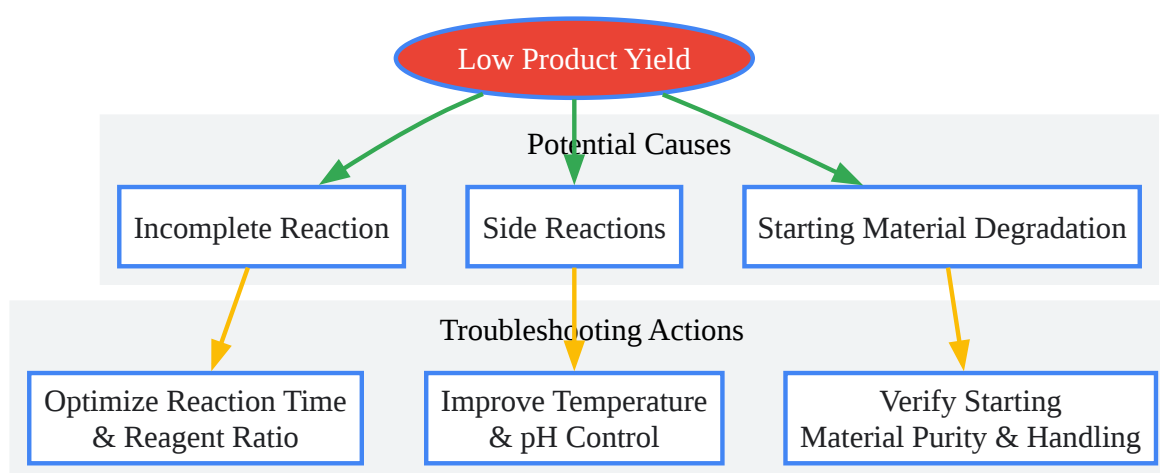 Low Product Yield
Potential Causes
Incomplete Reaction
Side Reactions
Starting Material Degradation
Troubleshooting Actions
Optimize Reaction Time
& Reagent Ratio
Improve Temperature
& pH Control
Verify Starting
Material Purity & Handling